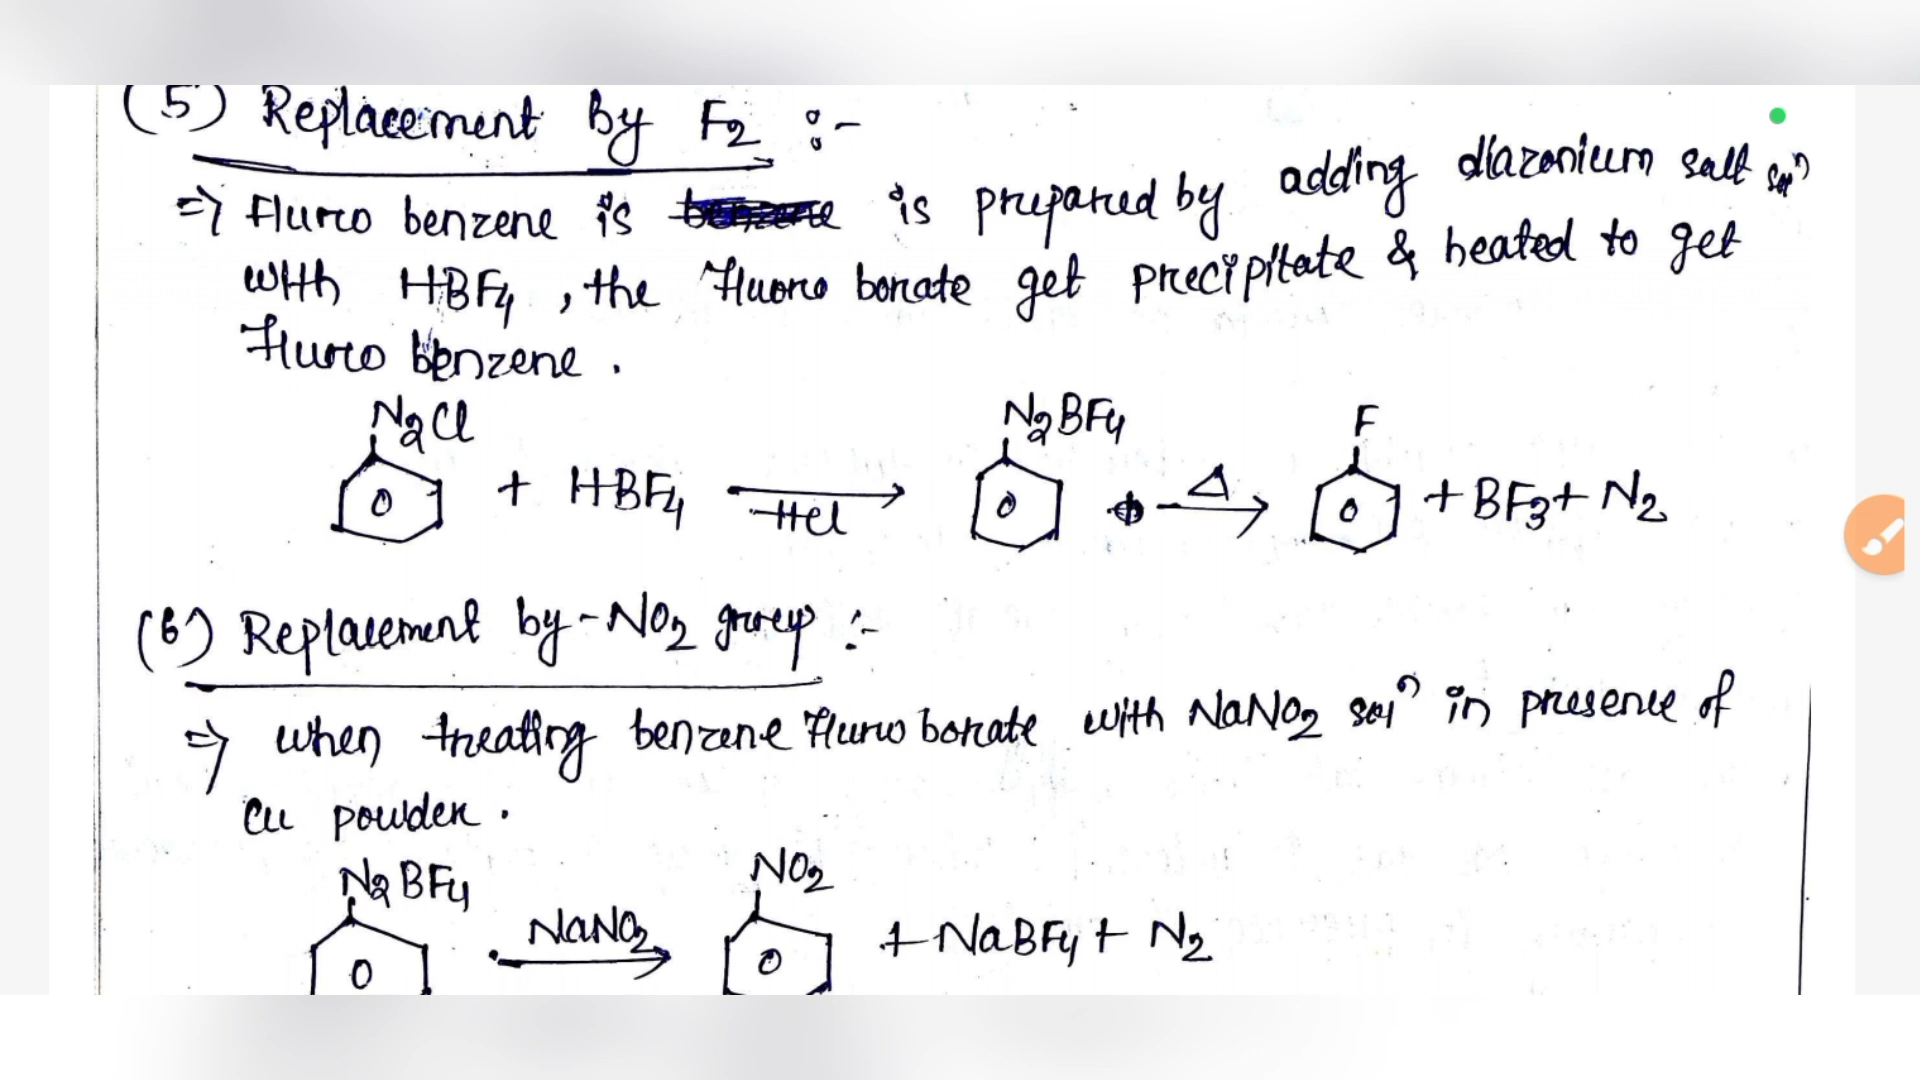 (5) Replacement by F2 :-
=> Fluro benzene is is prepared by adding diazonium salt solⁿ
with HBF4, the fluoro borate get precipitate & heated to get
fluro benzene.
N2Cl N2BF4 F
+ HBF4 -HCl Δ + BF3 + N2
(6) Replacement by -NO2 group :-
=> when treating benzene fluro borate with NaNO2 solⁿ in presence of
Cu powder.
N2BF4 NO2
NaNO2 + NaBF4 + N2